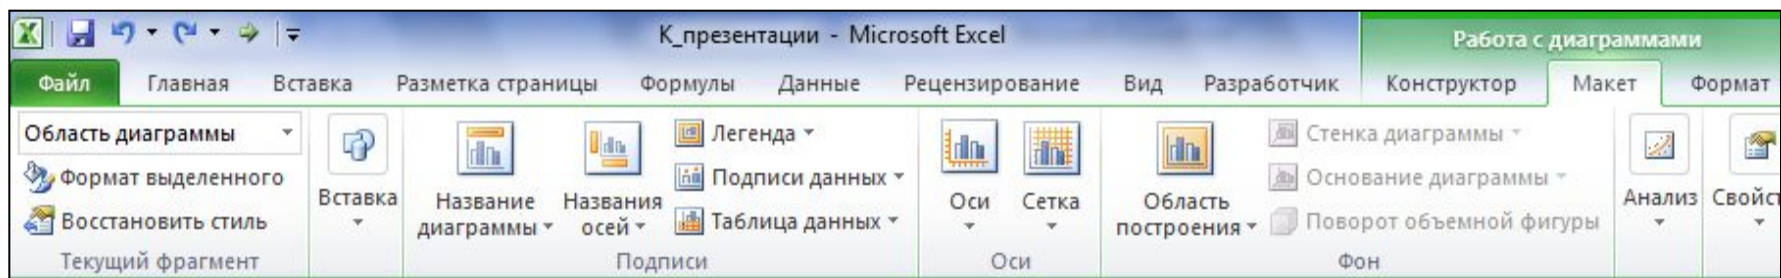 К_презентации - Microsoft Excel
Работа с диаграммами
Файл Главная Вставка Разметка страницы Формулы Данные Рецензирование Вид Разработчик Конструктор Макет Формат
Область диаграммы
Формат выделенного
Восстановить стиль
Текущий фрагмент
Вставка
Название
диаграммы
Названия
осей
Легенда
Подписи данных
Таблица данных
Подписи
Оси
Сетка
Оси
Область
построения
Стенка диаграммы
Основание диаграммы
Поворот объемной фигуры
Фон
Анализ
Свойст